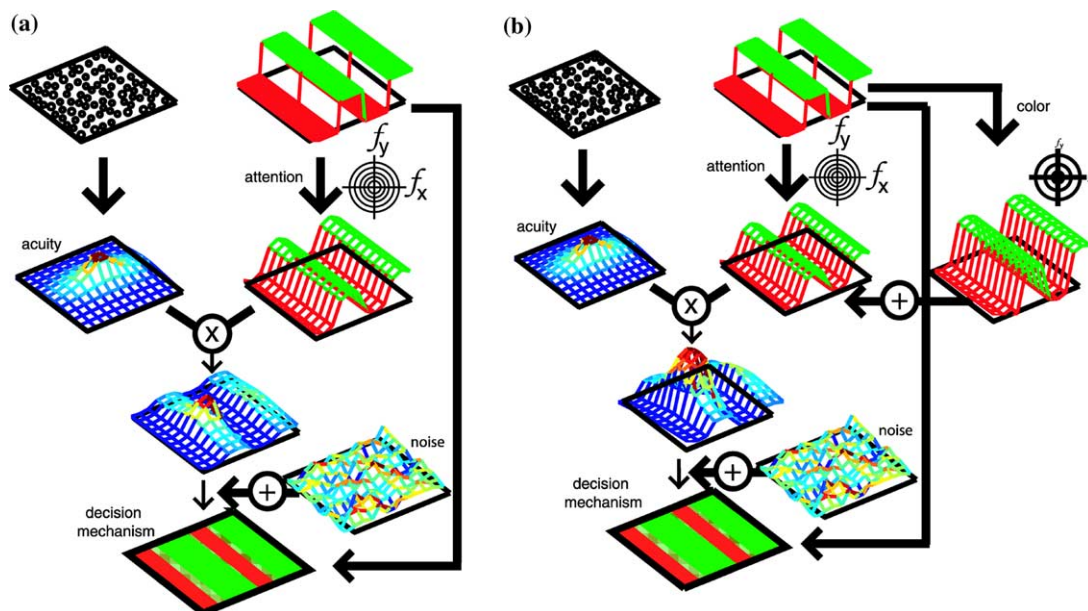 (a)
attention
fy
fx
acuity
x
noise
+
decision
mechanism
(b)
color
attention
fy
fx
fy
acuity
x
+
noise
+
decision
mechanism